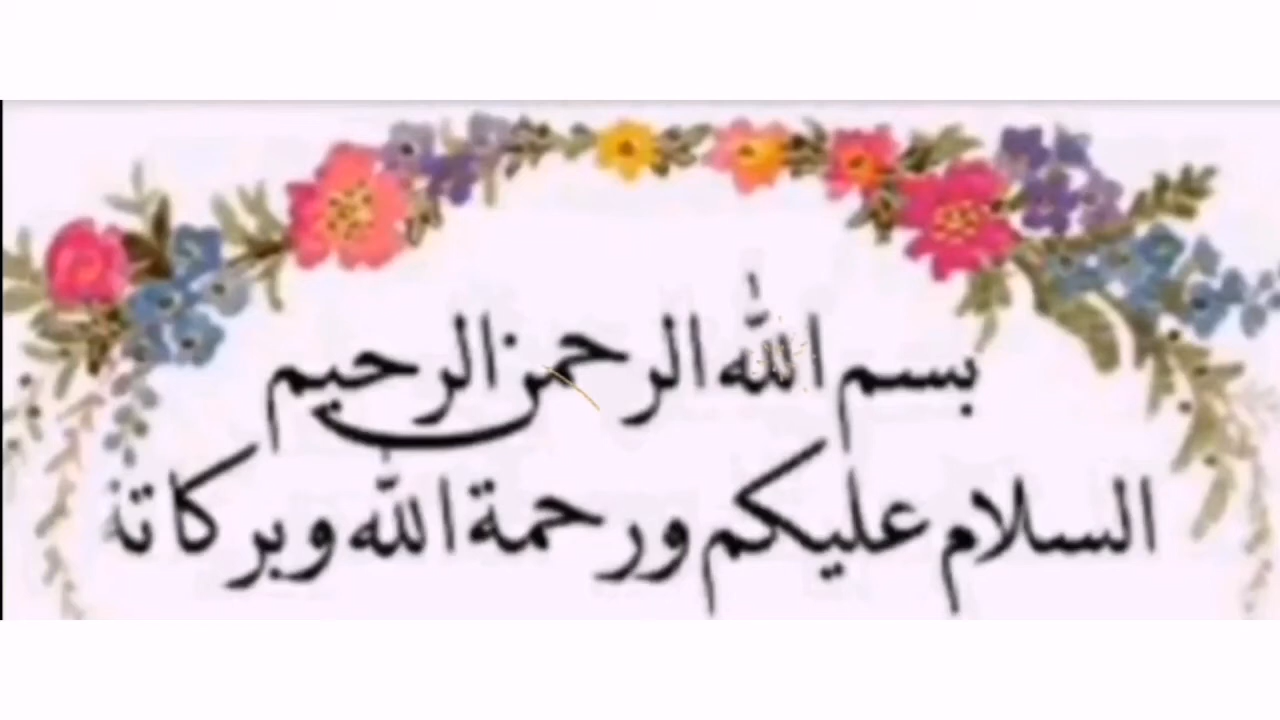 بسم الله الرحمن الرحيم
السلام عليكم ورحمة الله وبركاته